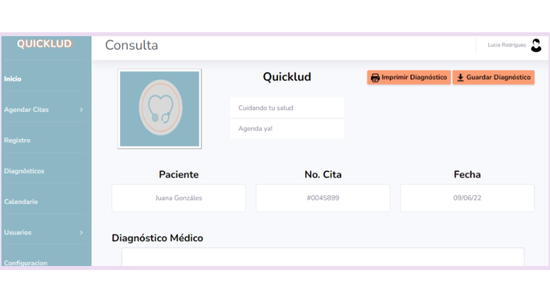 QUICKLUD
Consulta
Lucia Rodríguez
Inicio
Agendar Citas
Registro
Diagnósticos
Calendario
Usuarios
Configuracion
Quicklud
Imprimir Diagnóstico
Guardar Diagnóstico
Cuidando tu salud
Agenda ya!
Paciente
No. Cita
Fecha
Juana Gonzáles
#0045899
09/06/22
Diagnóstico Médico